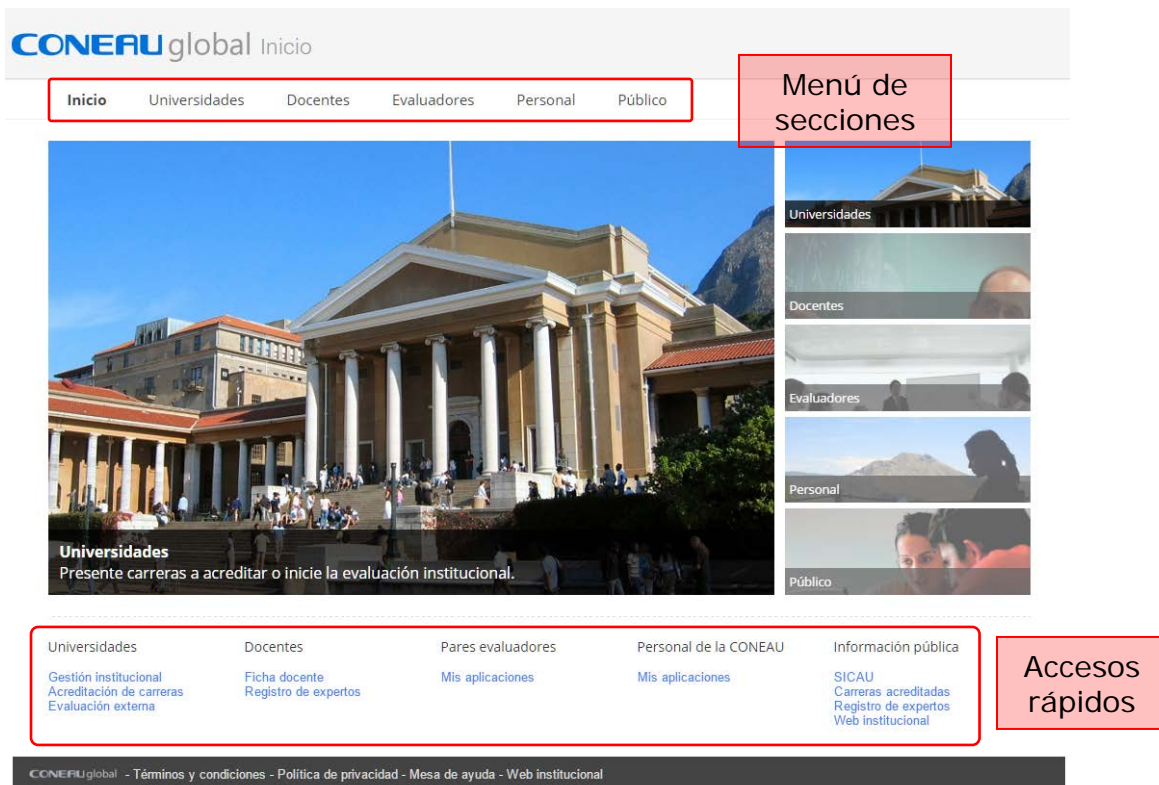 CONEAU global Inicio
Inicio Universidades Docentes Evaluadores Personal Público
Menú de
secciones
Universidades
Presente carreras a acreditar o inicie la evaluación institucional.
Universidades
Docentes
Evaluadores
Personal
Público
Universidades
Gestión institucional
Acreditación de carreras
Evaluación externa
Docentes
Ficha docente
Registro de expertos
Pares evaluadores
Mis aplicaciones
Personal de la CONEAU
Mis aplicaciones
Información pública
SICAU
Carreras acreditadas
Registro de expertos
Web institucional
Accesos
rápidos
CONEAU global - Términos y condiciones - Política de privacidad - Mesa de ayuda - Web institucional